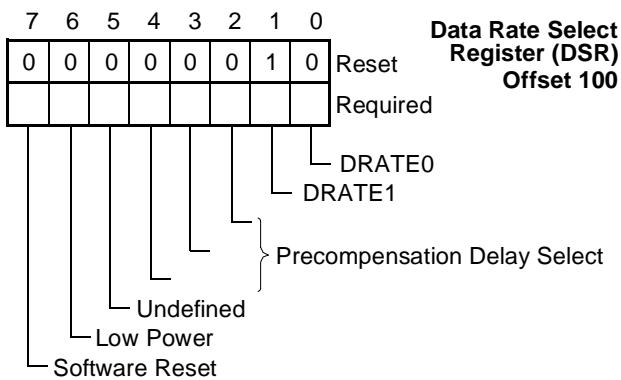 7 6 5 4 3 2 1 0
Data Rate Select
Register (DSR)
Offset 100
0 0 0 0 0 0 1 0 Reset
Required
DRATE0
DRATE1
Precompensation Delay Select
Undefined
Low Power
Software Reset